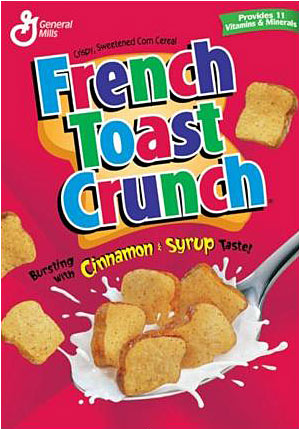 General
Mills
Provides 11
Vitamins & Minerals
Crispy, Sweetened Corn Cereal
French
Toast
Crunch
Bursting
with Cinnamon & Syrup Taste!